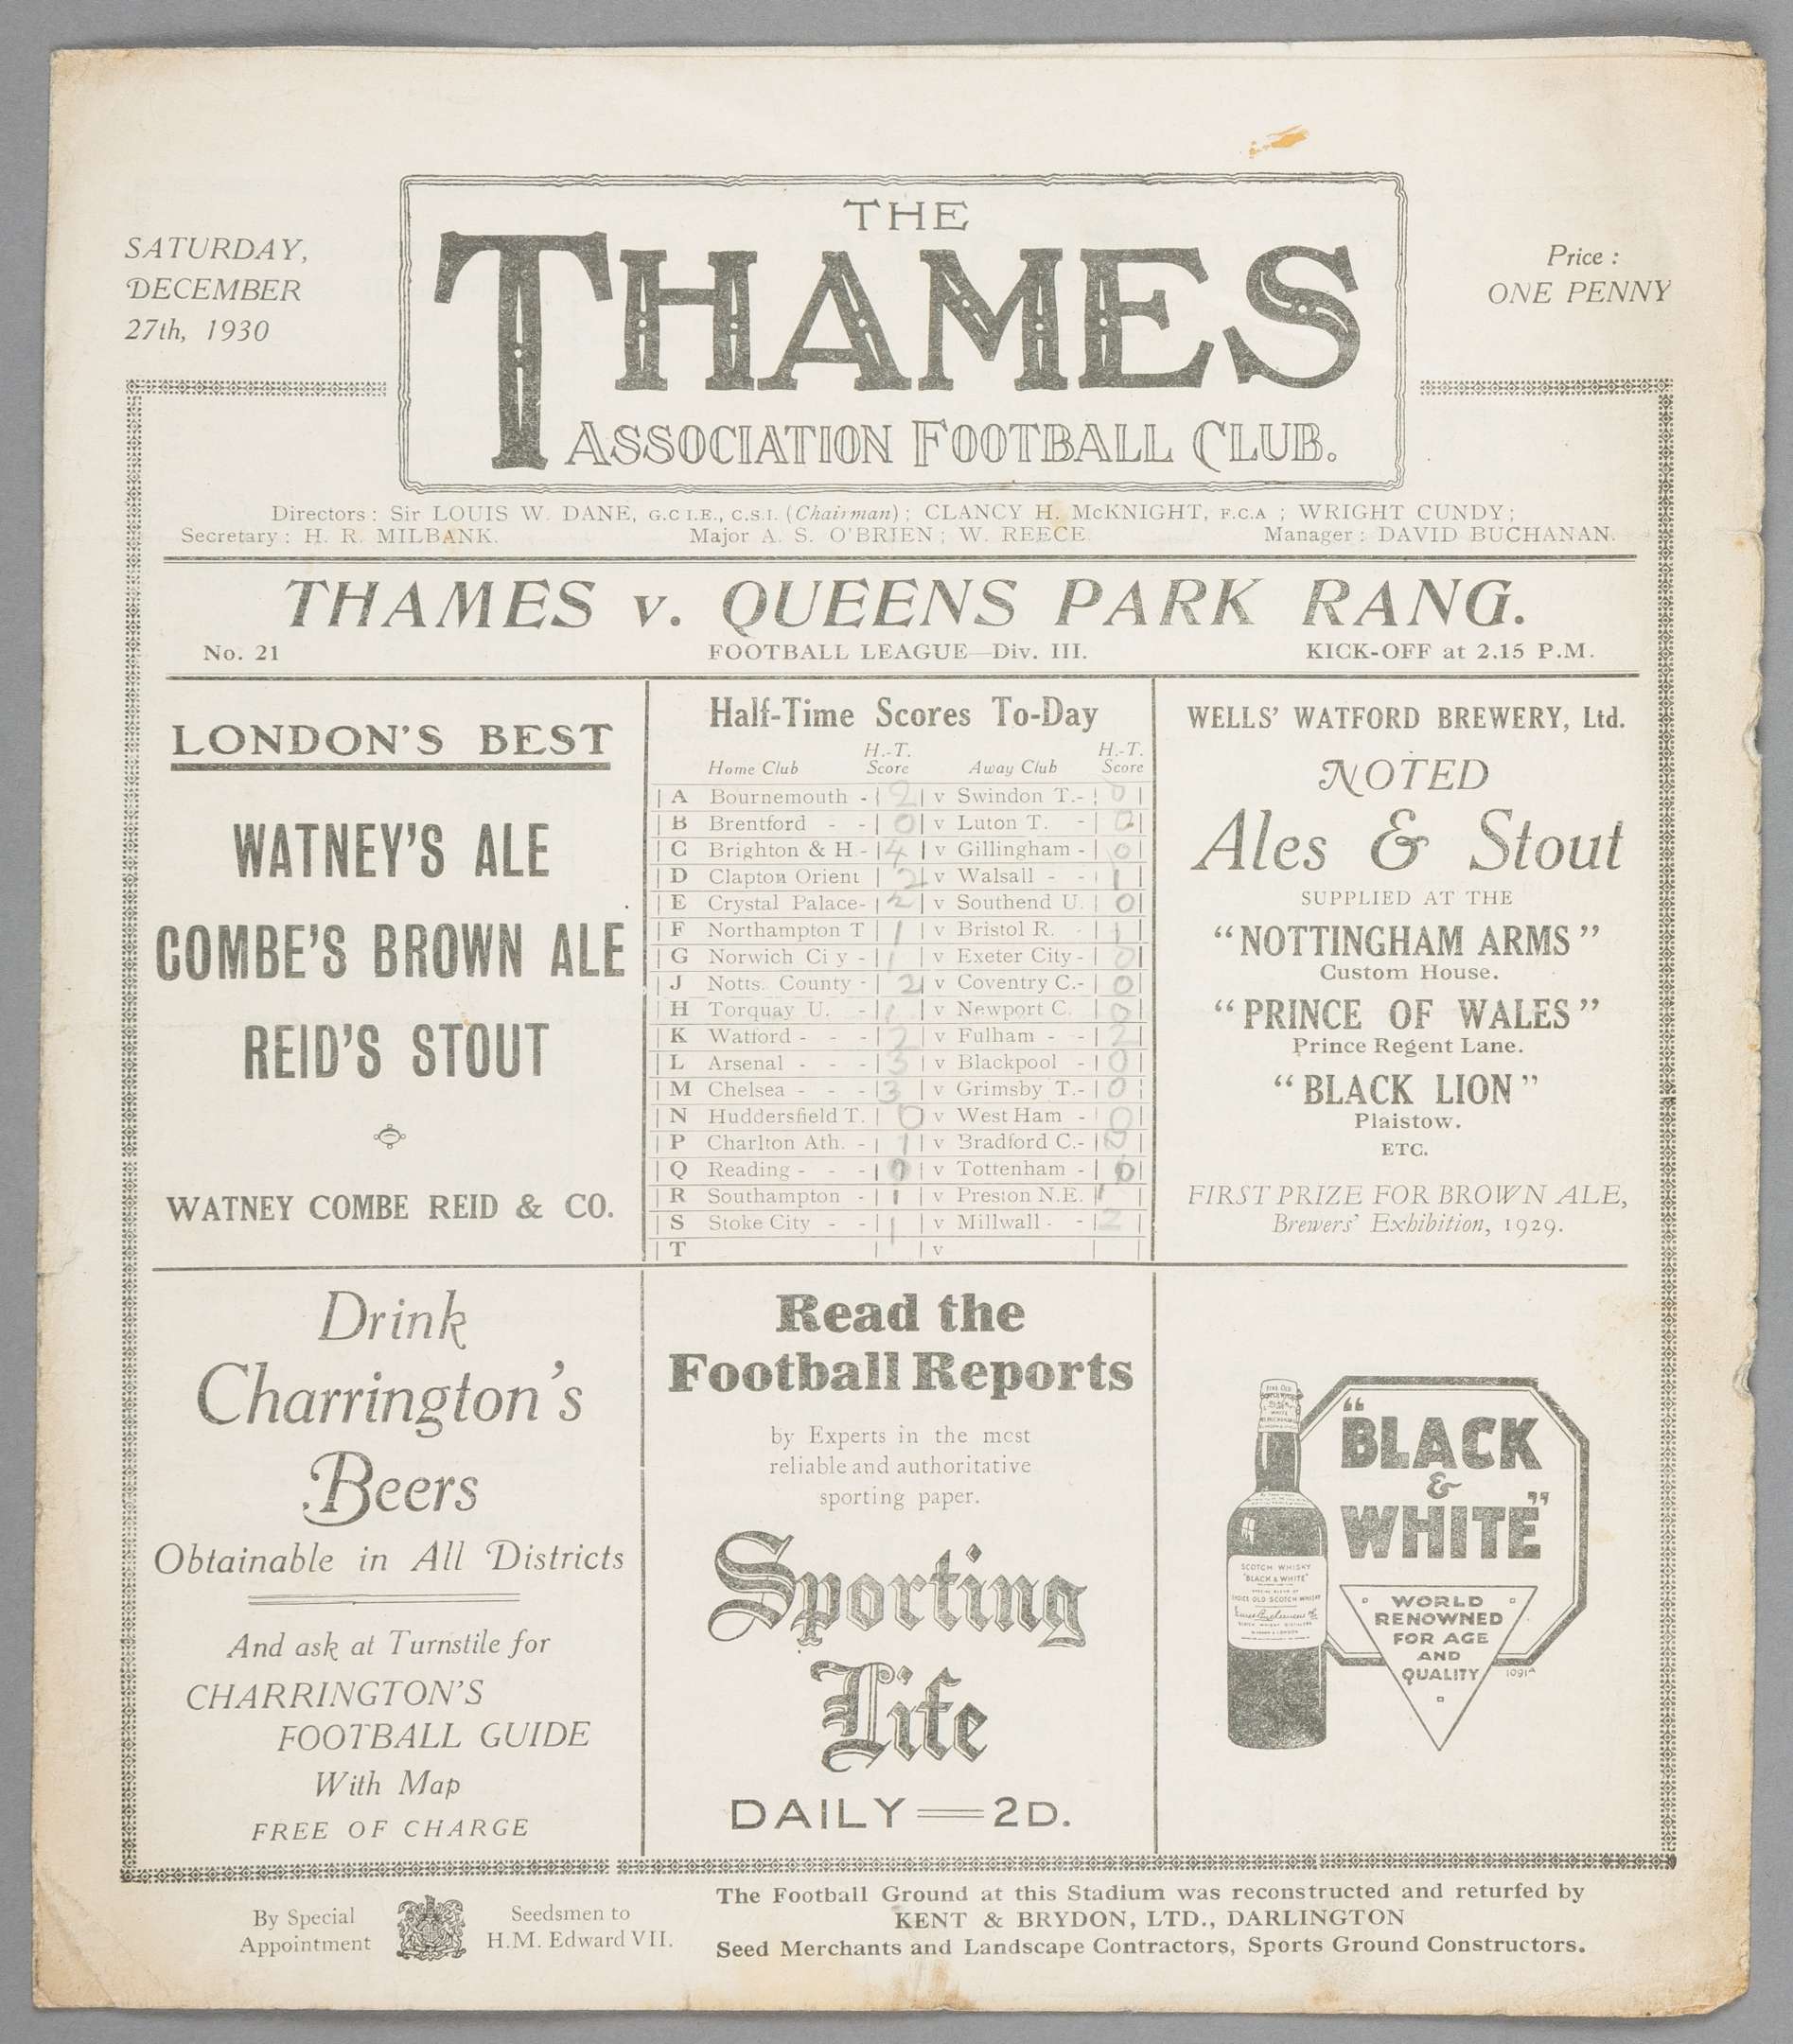 SATURDAY,
DECEMBER
27th, 1930
THE
THAMES
ASSOCIATION FOOTBALL CLUB.
Price :
ONE PENNY
Directors : Sir LOUIS W. DANE, G.C I.E., C.S.I. (Chairman) ; CLANCY H. McKNIGHT, F.C.A ; WRIGHT CUNDY ;
Secretary : H. R. MILBANK. Major A. S. O'BRIEN ; W. REECE. Manager : DAVID BUCHANAN.
THAMES v. QUEENS PARK RANG.
No. 21 FOOTBALL LEAGUE—Div. III. KICK-OFF at 2.15 P.M.
LONDON'S BEST
WATNEY'S ALE
COMBE'S BROWN ALE
REID'S STOUT
WATNEY COMBE REID & CO.
Half-Time Scores To-Day
H.-T. H.-T.
Home Club Score Away Club Score
A Bournemouth - 2 v Swindon T.- 0
B Brentford - - 0 v Luton T. -
C Brighton & H - 4 v Gillingham - 0
D Clapton Orient 2 v Walsall - - 1
E Crystal Palace- 2 v Southend U. 0
F Northampton T 1 v Bristol R. - 1
G Norwich Ci y - 1 v Exeter City - 0
J Notts. County - 2 v Coventry C.- 0
H Torquay U. - 1 v Newport C. 0
K Watford - - - 2 v Fulham - - 2
L Arsenal - - - 3 v Blackpool - 0
M Chelsea - - - 3 v Grimsby T.- 0
N Huddersfield T. 0 v West Ham - 0
P Charlton Ath. - 1 v Bradford C.-
Q Reading - - - v Tottenham -
R Southampton - 1 v Preston N.E. 1
S Stoke City - - 1 v Millwall - - 2
T v
WELLS' WATFORD BREWERY, Ltd.
NOTED
Ales & Stout
SUPPLIED AT THE
"NOTTINGHAM ARMS"
Custom House.
"PRINCE OF WALES"
Prince Regent Lane.
"BLACK LION"
Plaistow.
ETC.
FIRST PRIZE FOR BROWN ALE,
Brewers' Exhibition, 1929.
Drink
Charrington's
Beers
Obtainable in All Districts
And ask at Turnstile for
CHARRINGTON'S
FOOTBALL GUIDE
With Map
FREE OF CHARGE
Read the
Football Reports
by Experts in the most
reliable and authoritative
sporting paper.
Sporting
Life
DAILY—2D.
"BLACK
&
WHITE"
SCOTCH WHISKY
"BLACK & WHITE"
CHOICE OLD SCOTCH WHISKY
WORLD
RENOWNED
FOR AGE
AND
QUALITY
1091A
By Special
Appointment
Seedsmen to
H.M. Edward VII.
The Football Ground at this Stadium was reconstructed and returfed by
KENT & BRYDON, LTD., DARLINGTON
Seed Merchants and Landscape Contractors, Sports Ground Constructors.